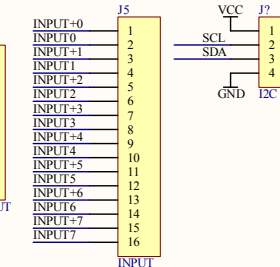 J5
INPUT+0 1
INPUT0 2
INPUT+1 3
INPUT1 4
INPUT+2 5
INPUT2 6
INPUT+3 7
INPUT3 8
INPUT+4 9
INPUT4 10
INPUT+5 11
INPUT5 12
INPUT+6 13
INPUT6 14
INPUT+7 15
INPUT7 16
INPUT
J?
VCC 1
SCL 2
SDA 3
GND 4
I2C